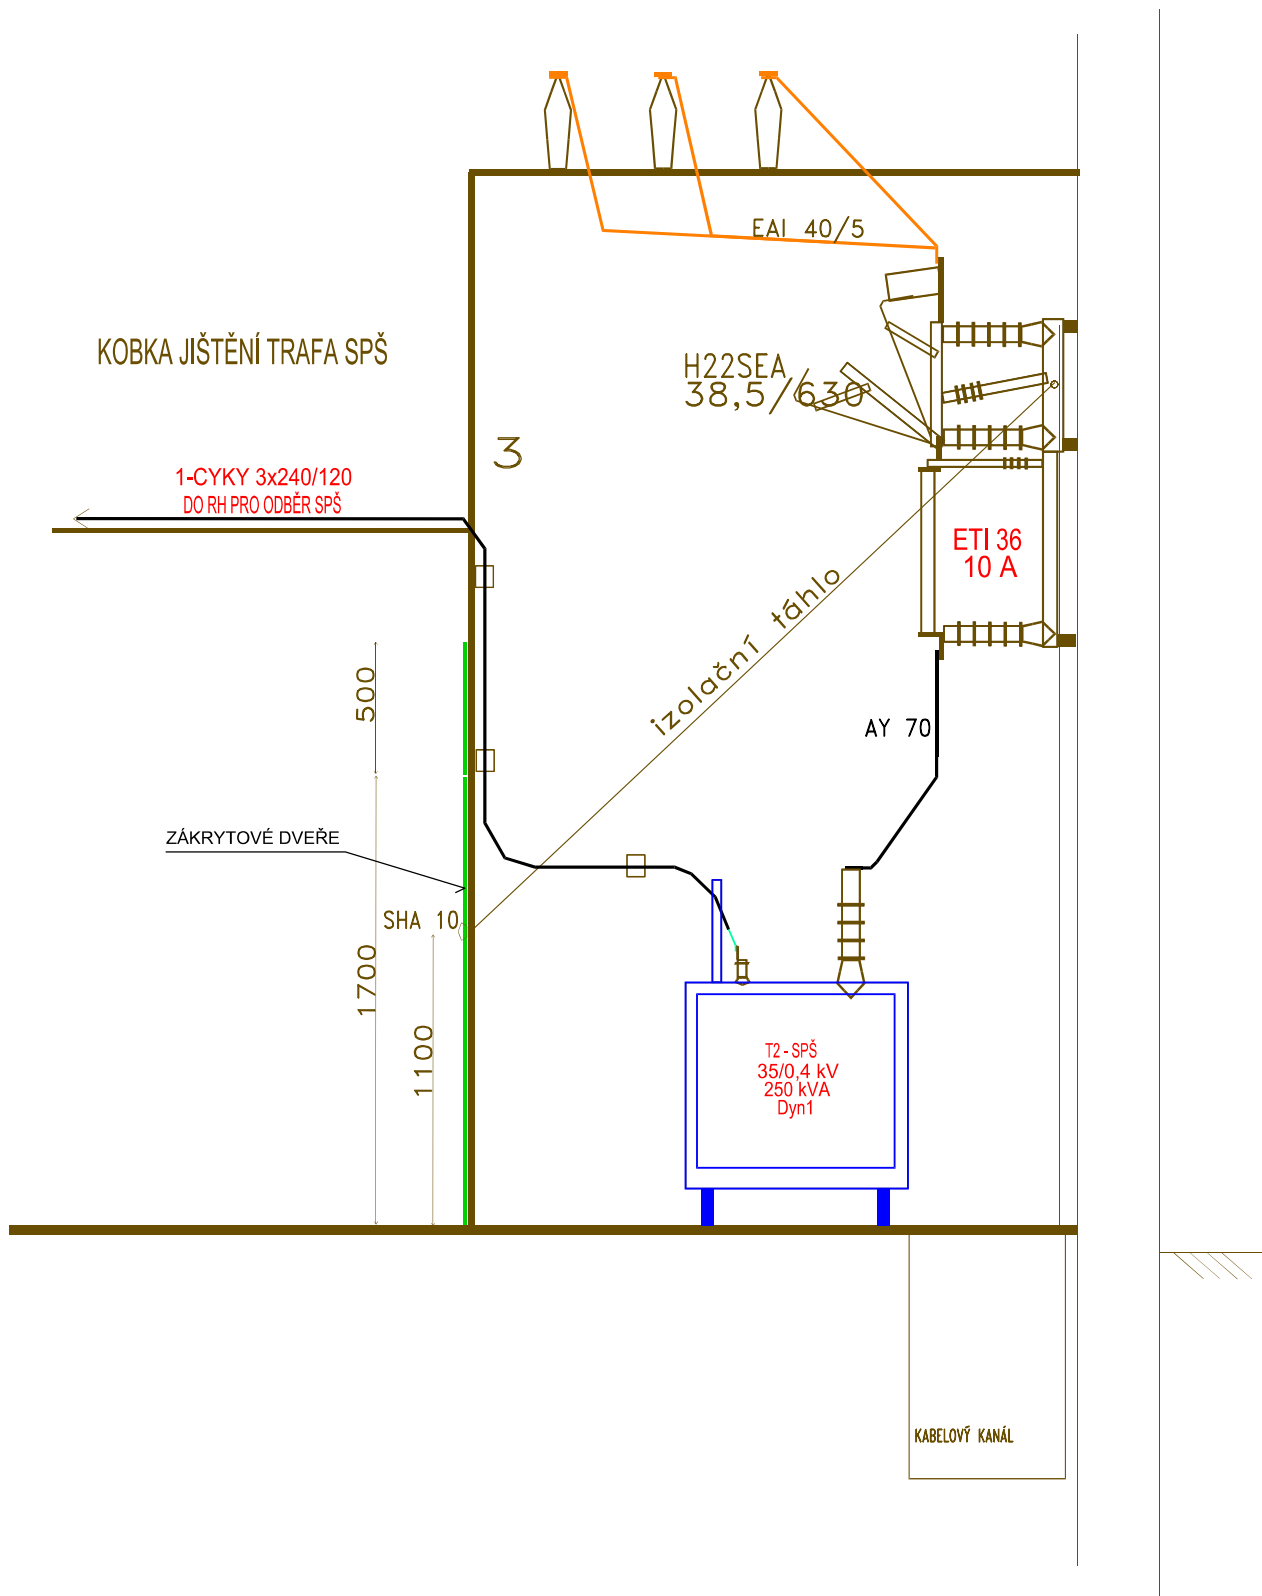 EAI 40/5
KOBKA JIŠTĚNÍ TRAFA SPŠ
H22SEA
38,5/630
3
1-CYKY 3x240/120
DO RH PRO ODBĚR SPŠ
ETI 36
10 A
izolační táhlo
500
AY 70
ZÁKRYTOVÉ DVEŘE
SHA 10
1700
1100
T2 - SPŠ
35/0,4 kV
250 kVA
Dyn1
KABELOVÝ KANÁL